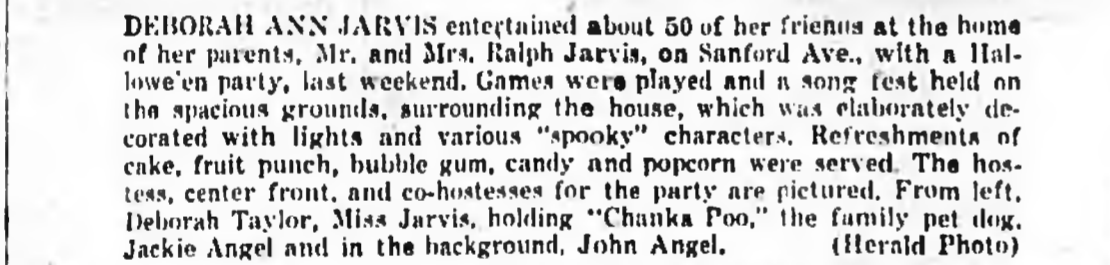 DEBORAH ANN JARVIS entertained about 50 of her friends at the home
of her parents, Mr. and Mrs. Ralph Jarvis, on Sanford Ave., with a Hal-
lowe'en party, last weekend. Games were played and a song fest held on
the spacious grounds, surrounding the house, which was elaborately de-
corated with lights and various "spooky" characters. Refreshments of
cake, fruit punch, bubble gum, candy and popcorn were served. The hos-
tess, center front, and co-hostesses for the party are pictured. From left,
Deborah Taylor, Miss Jarvis, holding "Chanka Poo," the family pet dog,
Jackie Angel and in the background, John Angel. (Herald Photo)